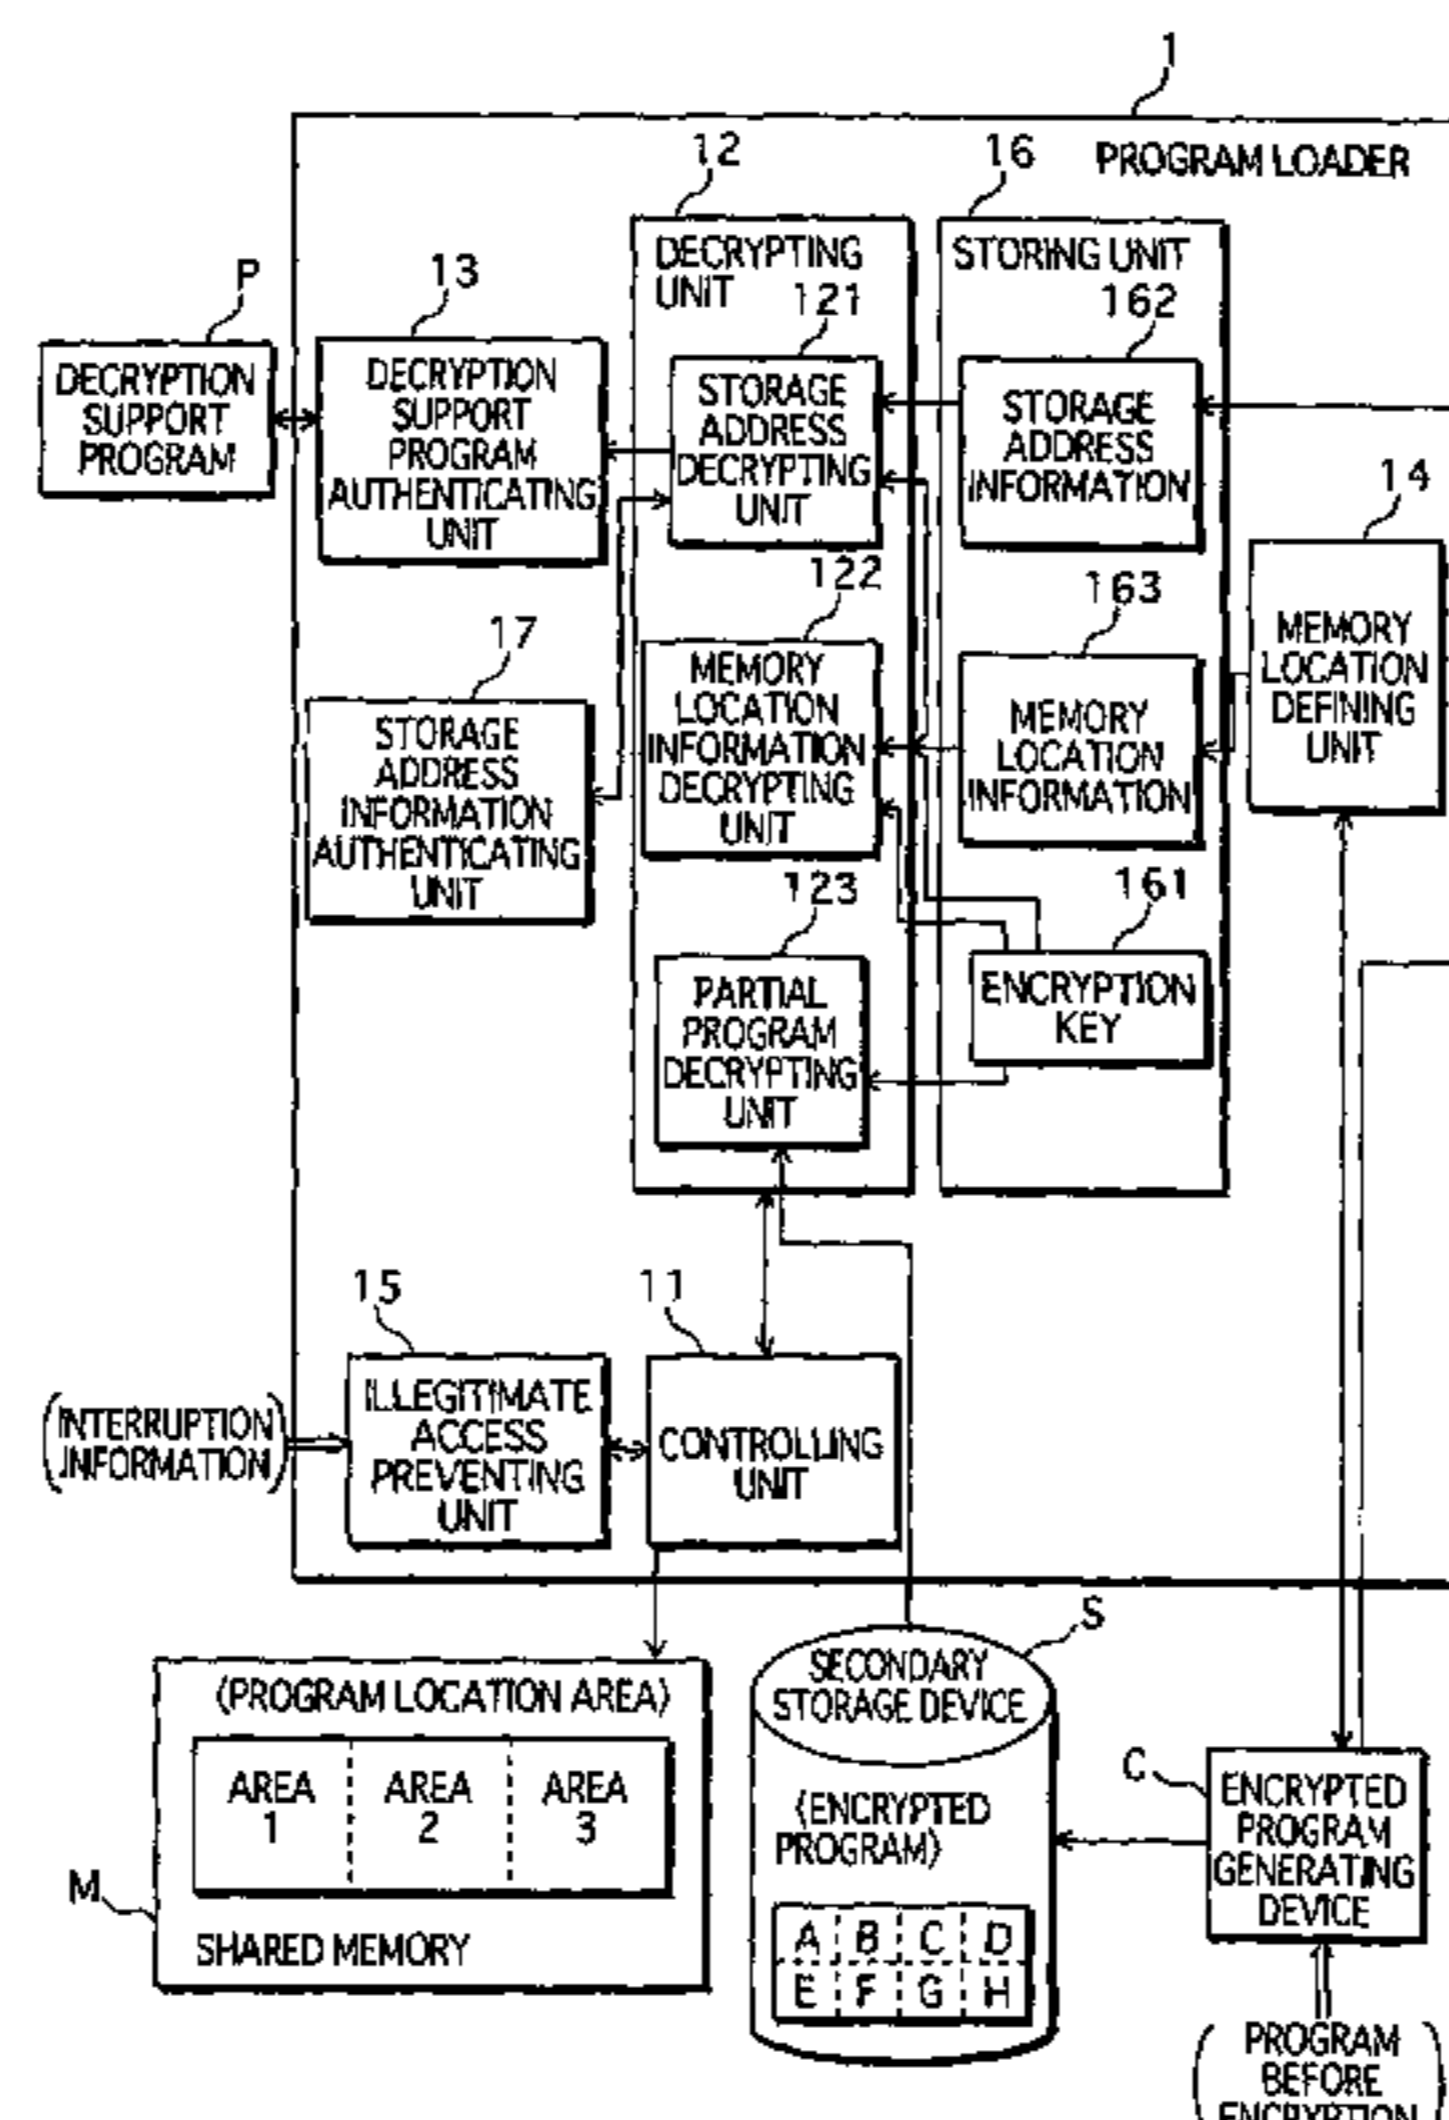 1
PROGRAM LOADER
12
16
DECRYPTING
UNIT
STORING UNIT
P
13
121
162
DECRYPTION
SUPPORT
PROGRAM
DECRYPTION
SUPPORT
PROGRAM
AUTHENTICATING
UNIT
STORAGE
ADDRESS
DECRYPTING
UNIT
STORAGE
ADDRESS
INFORMATION
14
MEMORY
LOCATION
DEFINING
UNIT
17
122
163
STORAGE
ADDRESS
INFORMATION
AUTHENTICATING
UNIT
MEMORY
LOCATION
INFORMATION
DECRYPTING
UNIT
MEMORY
LOCATION
INFORMATION
123
161
PARTIAL
PROGRAM
DECRYPTING
UNIT
ENCRYPTION
KEY
15
11
(INTERRUPTION
INFORMATION)
ILLEGITIMATE
ACCESS
PREVENTING
UNIT
CONTROLLING
UNIT
S
(PROGRAM LOCATION AREA)
AREA
1
AREA
2
AREA
3
M
SHARED MEMORY
SECONDARY
STORAGE DEVICE
(ENCRYPTED
PROGRAM)
A B C D
E F G H
C
ENCRYPTED
PROGRAM
GENERATING
DEVICE
(PROGRAM
BEFORE
ENCRYPTION